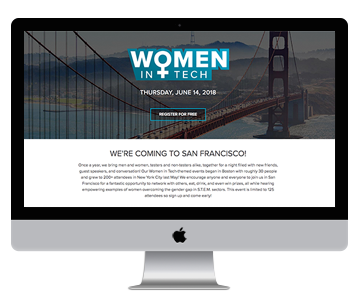 WOMEN
IN TECH
THURSDAY, JUNE 14, 2018
REGISTER FOR FREE
WE'RE COMING TO SAN FRANCISCO!
Once a year, we bring men and women, testers and non-testers alike, together for a night filled with new friends,
guest speakers, and conversation! Our Women in Tech-themed events began in Boston with roughly 30 people
and grew to 200+ attendees in New York City last May! We encourage anyone and everyone to join us in San
Francisco for a fantastic opportunity to network with others, eat, drink, and even win prizes, all while hearing
empowering examples of women overcoming the gender gap in S.T.E.M. sectors. This event is limited to 125
attendees so sign up and come early!